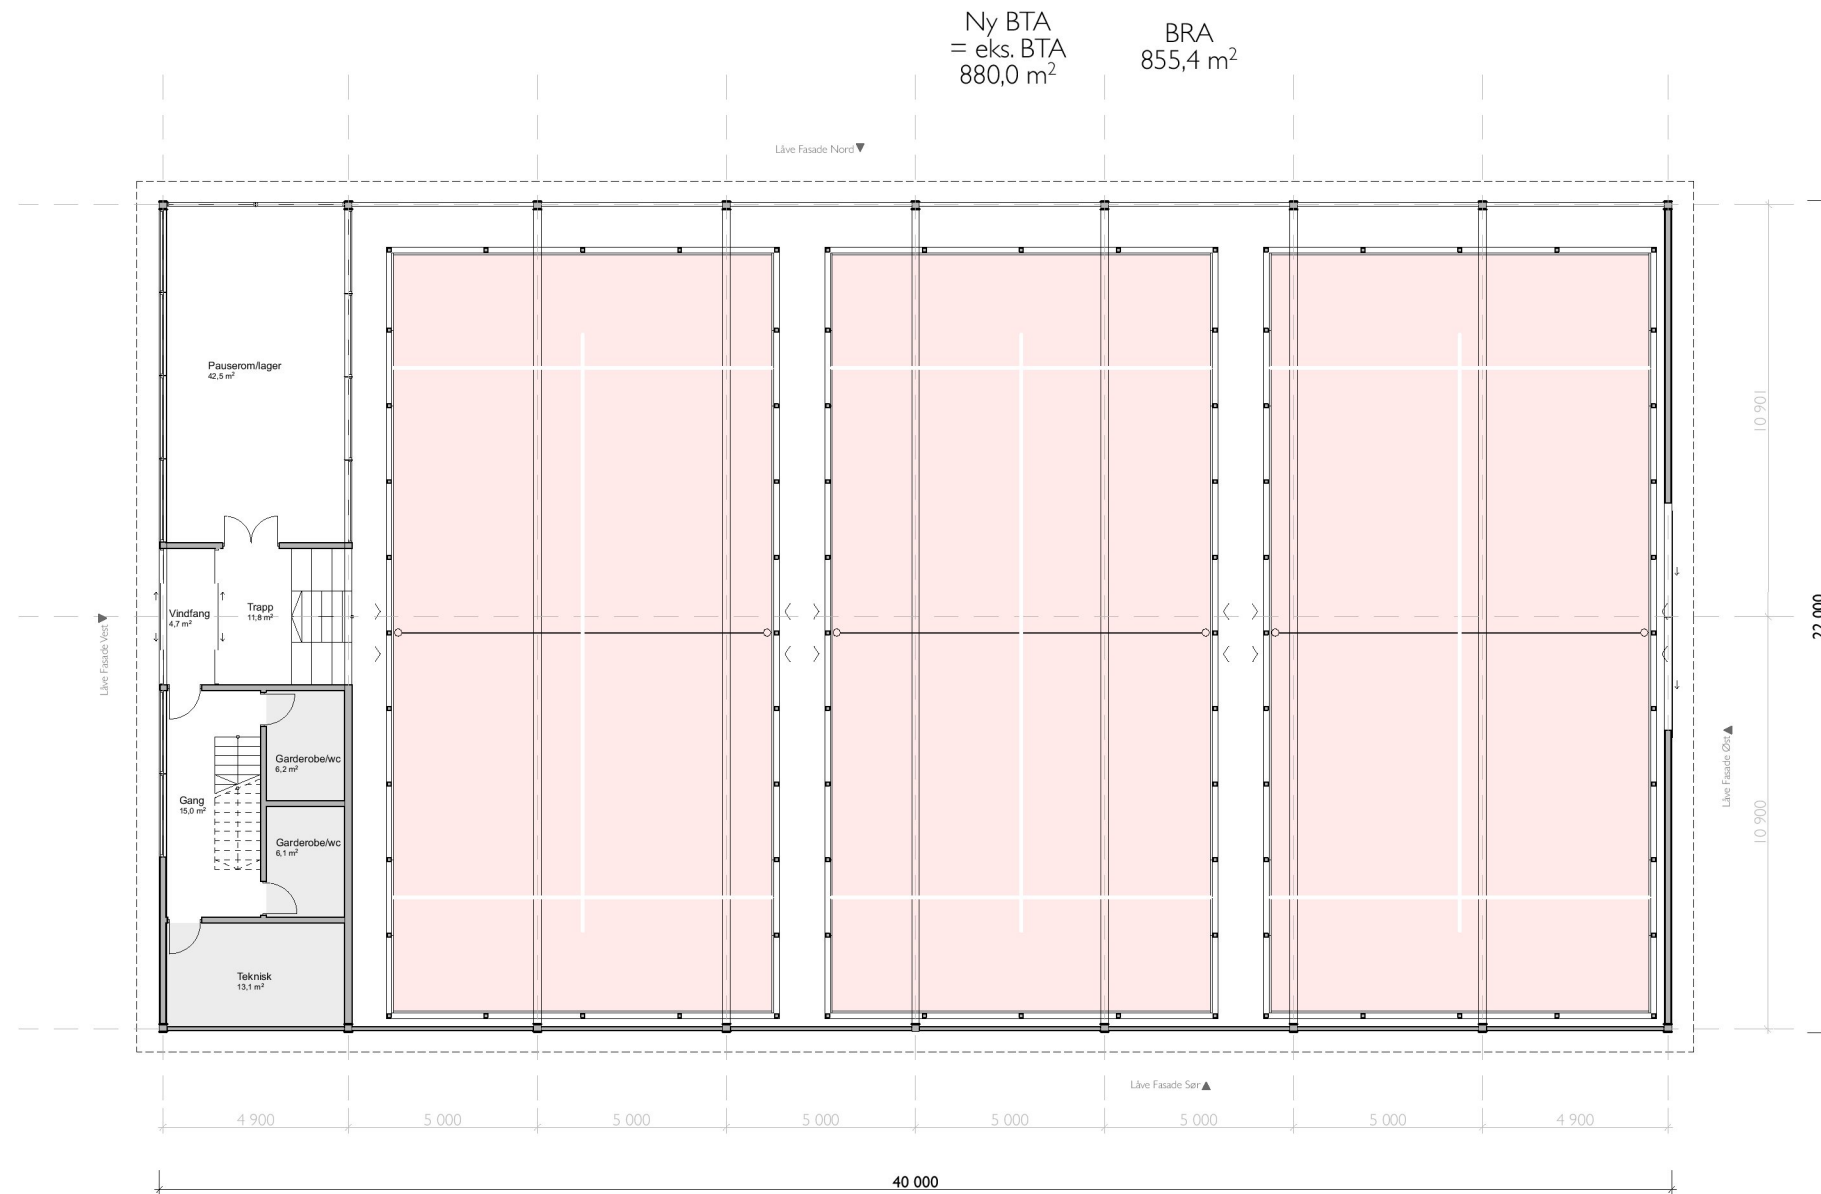 Ny BTA
= eks. BTA
880,0 m²
BRA
855,4 m²
Låve Fasade Nord
Pauserom/lager
42,5 m²
10 901
Vindfang
4,7 m²
Trapp
11,8 m²
22 000
Låve Fasade Vest
Garderobe/wc
6,2 m²
Låve Fasade Øst
Gang
15,0 m²
10 900
Garderobe/wc
6,1 m²
Teknisk
13,1 m²
Låve Fasade Sør
4 900
5 000
5 000
5 000
5 000
5 000
5 000
4 900
40 000